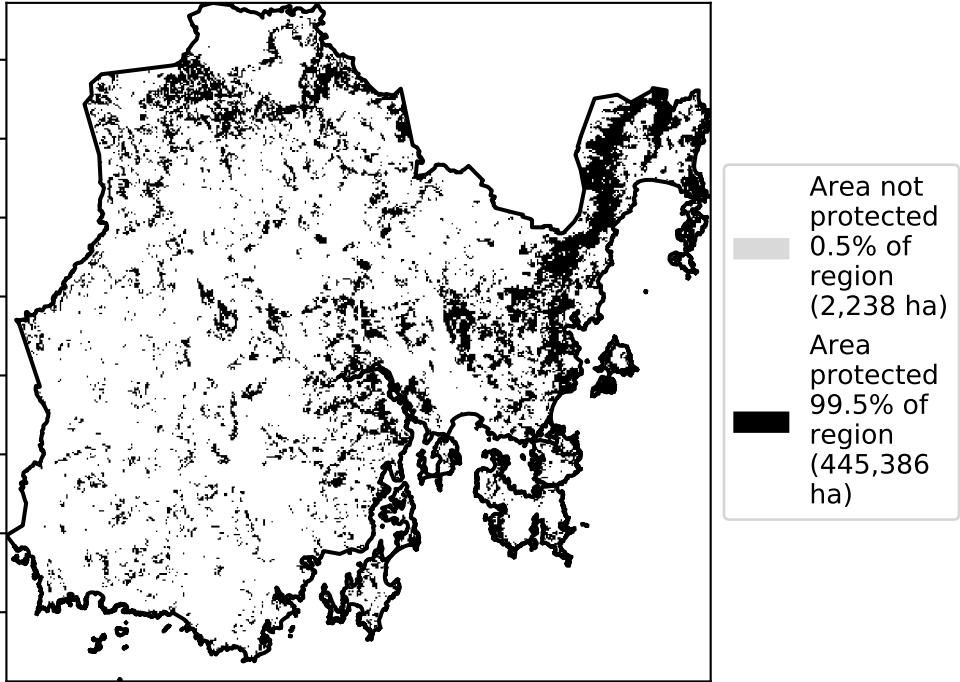 Area not
protected
0.5% of
region
(2,238 ha)
Area
protected
99.5% of
region
(445,386
ha)